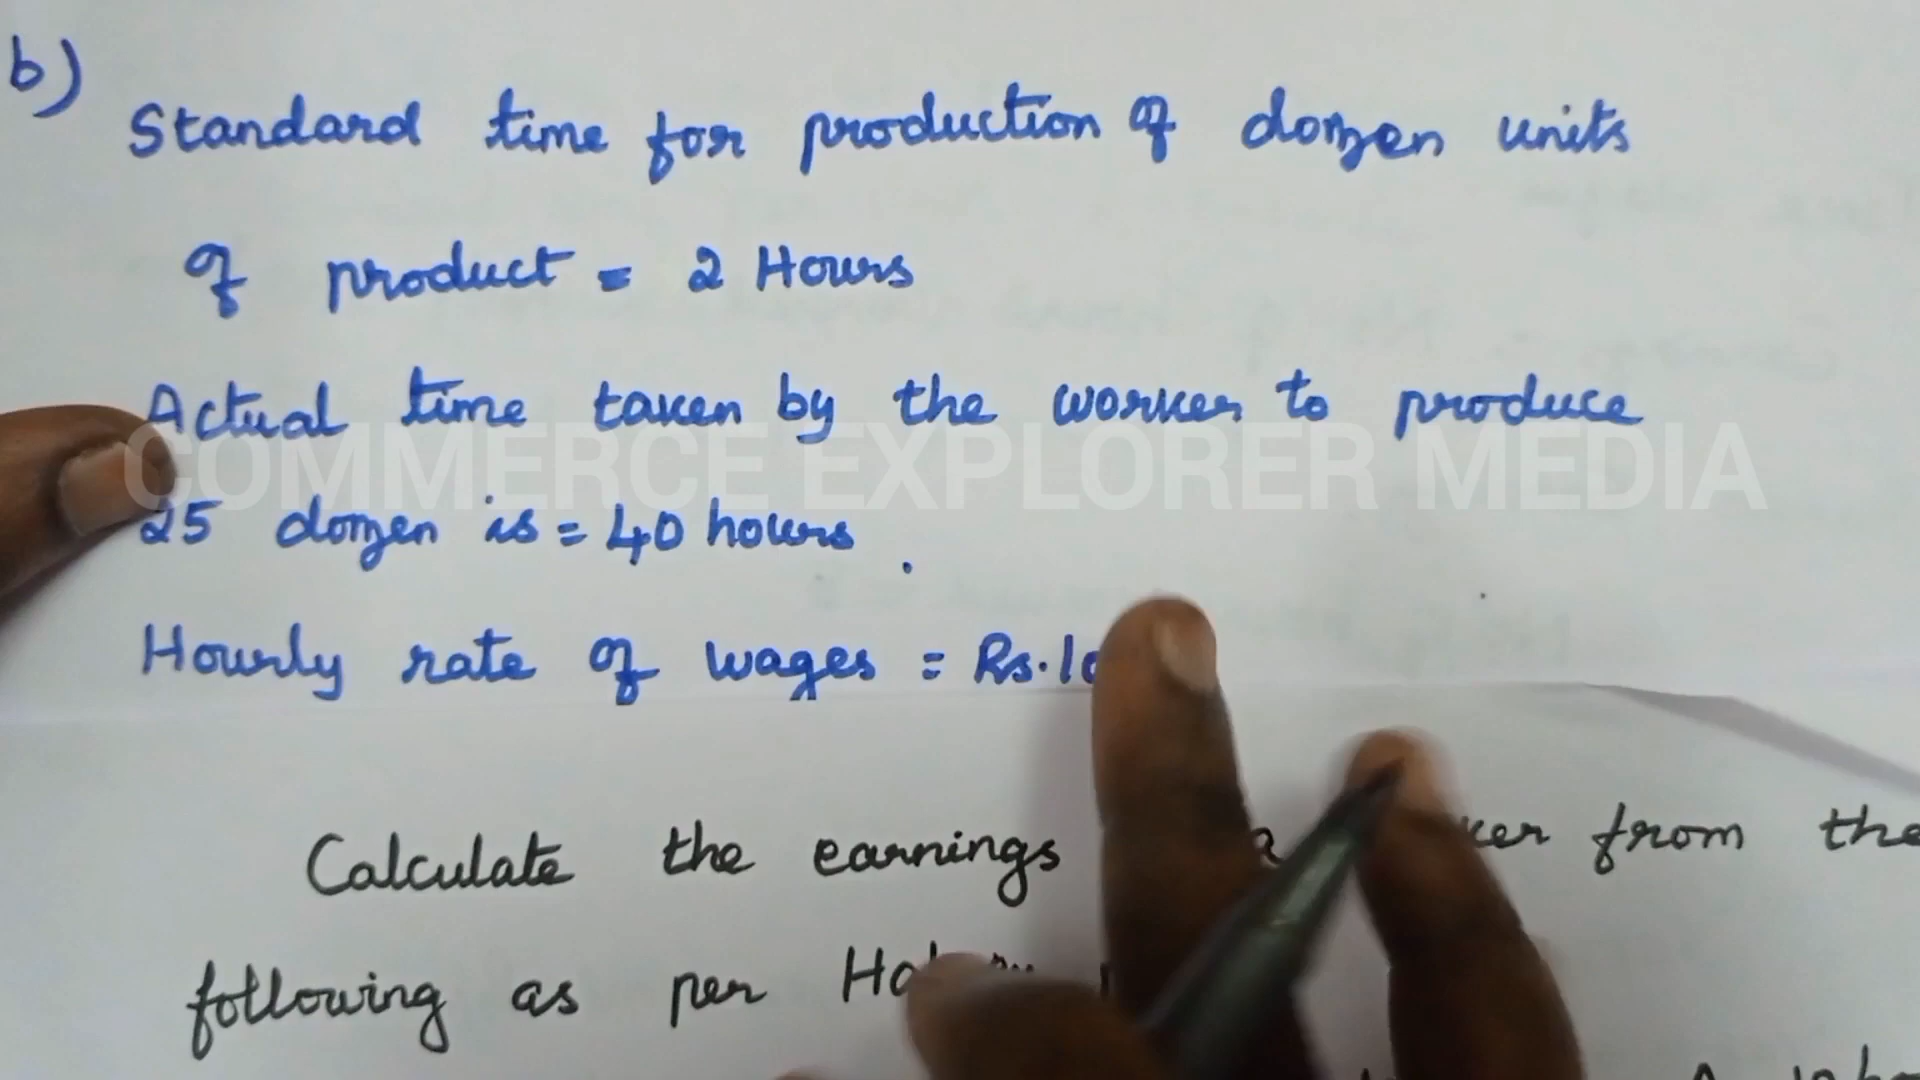 b)
Standard time for production of dozen units
of product = 2 Hours
Actual time taken by the worker to produce
COMMERCE EXPLORER MEDIA
25 dozen is = 40 hours.
Hourly rate of wages = Rs.
Calculate the earnings from the
following as per